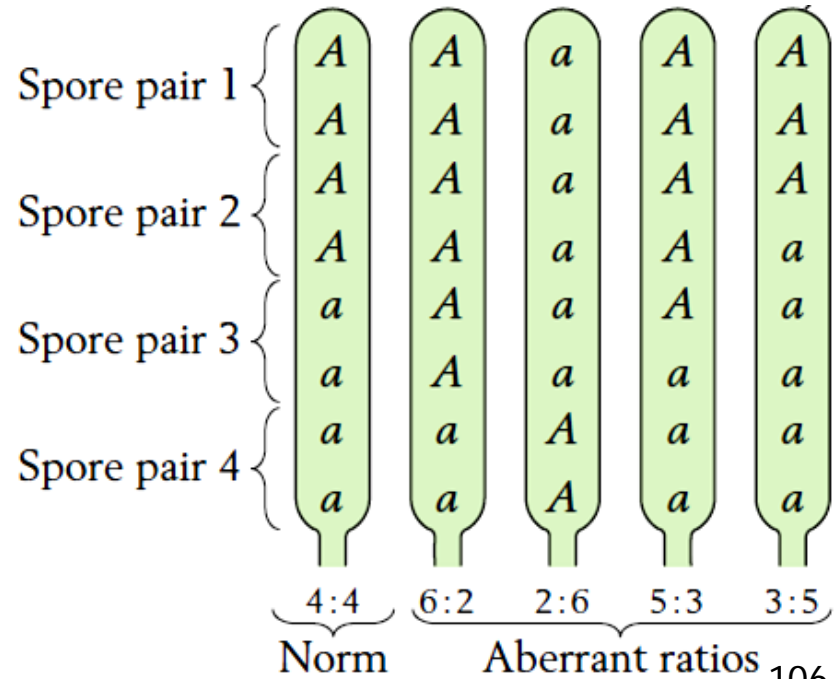 A A a A A
Spore pair 1
A A a A A
A A a A A
Spore pair 2
A A a A a
a A a A a
Spore pair 3
a A a a a
a a A a a
Spore pair 4
a a A a a
4:4 6:2 2:6 5:3 3:5
Norm Aberrant ratios